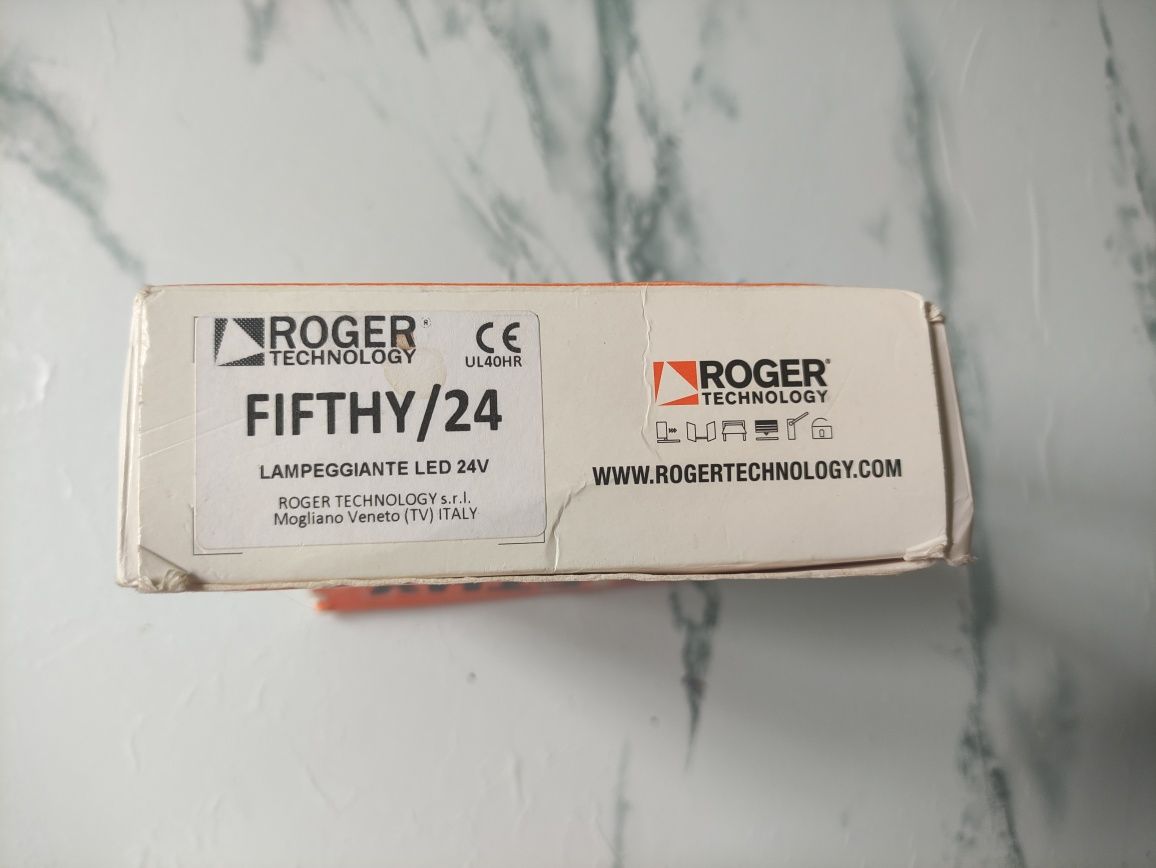 ROGER®
TECHNOLOGY
CE
UL40HR
FIFTHY/24
LAMPEGGIANTE LED 24V
ROGER TECHNOLOGY s.r.l.
Mogliano Veneto (TV) ITALY
ROGER®
TECHNOLOGY
WWW.ROGERTECHNOLOGY.COM